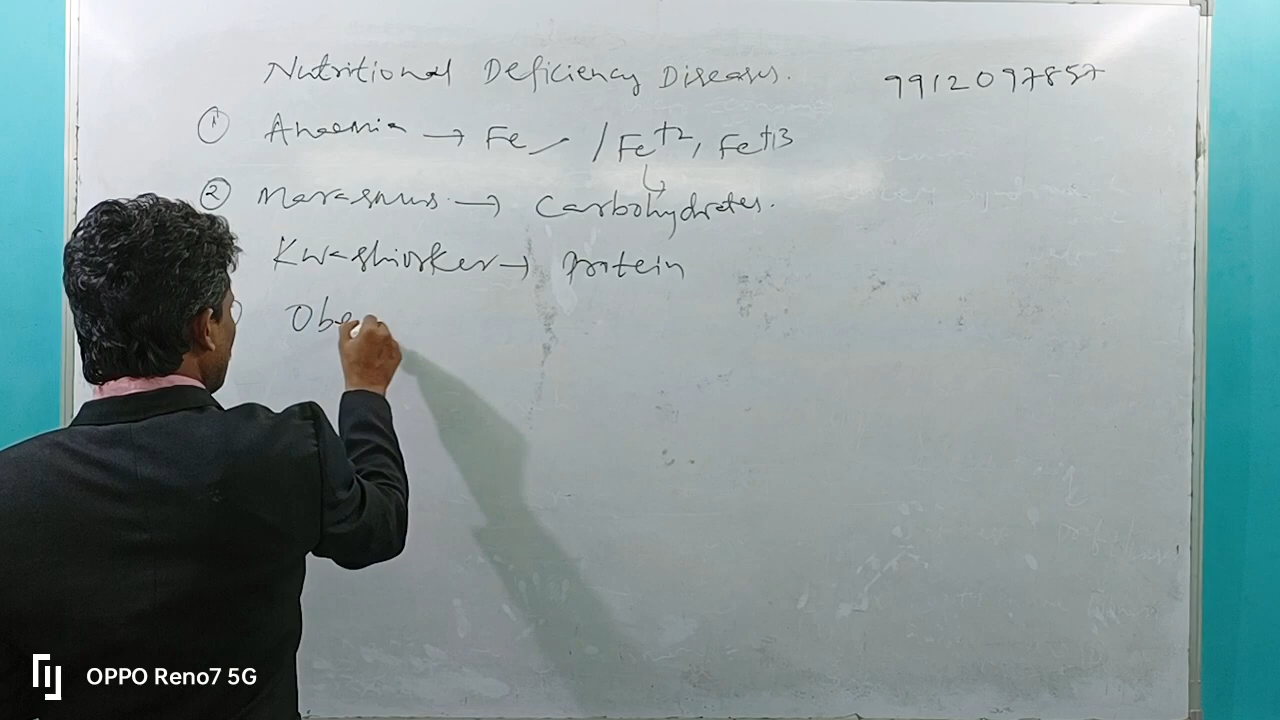 Nutritional Deficiency Diseases. 9912097857
① Anaemia → Fe / Fe+2, Fe+13
② Marasmus → Carbohydrates.
Kwashiorker → protein
Obe
OPPO Reno7 5G